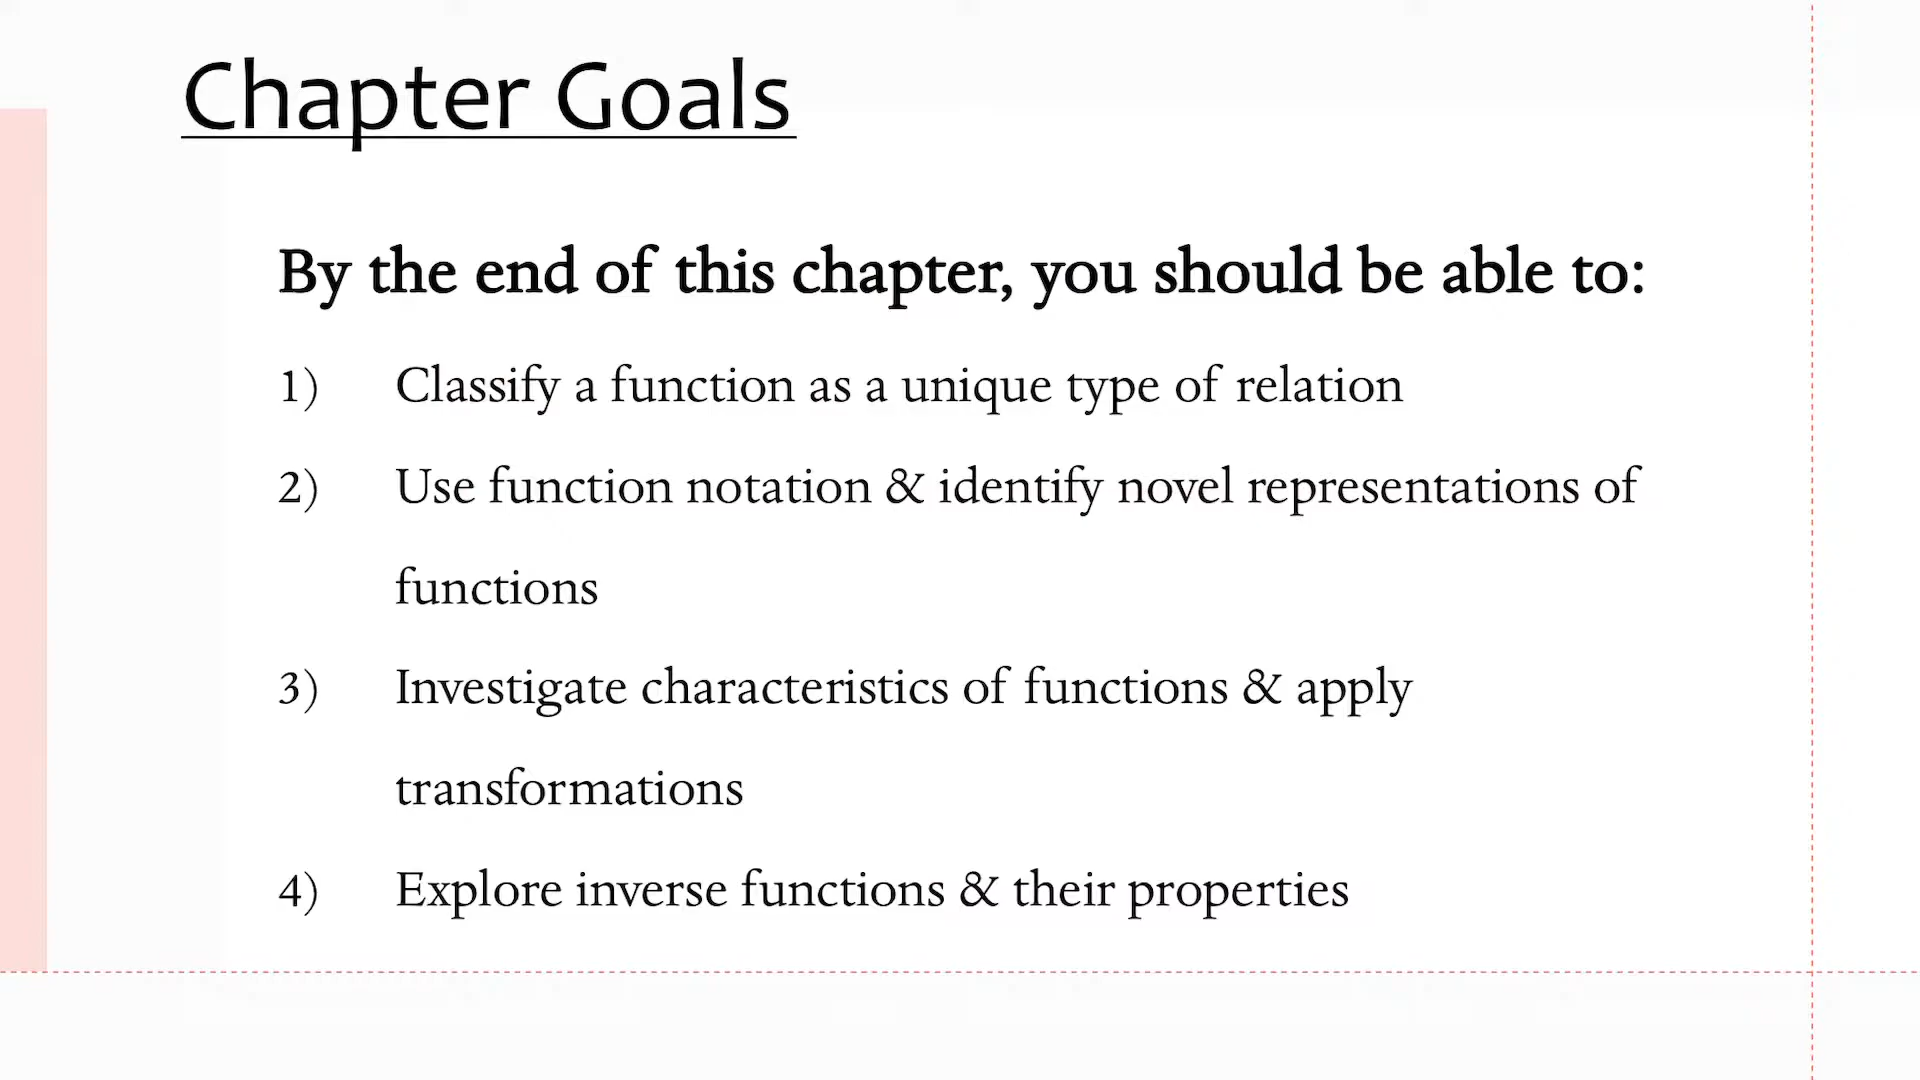 Chapter Goals
By the end of this chapter, you should be able to:
1) Classify a function as a unique type of relation
2) Use function notation & identify novel representations of
functions
3) Investigate characteristics of functions & apply
transformations
4) Explore inverse functions & their properties